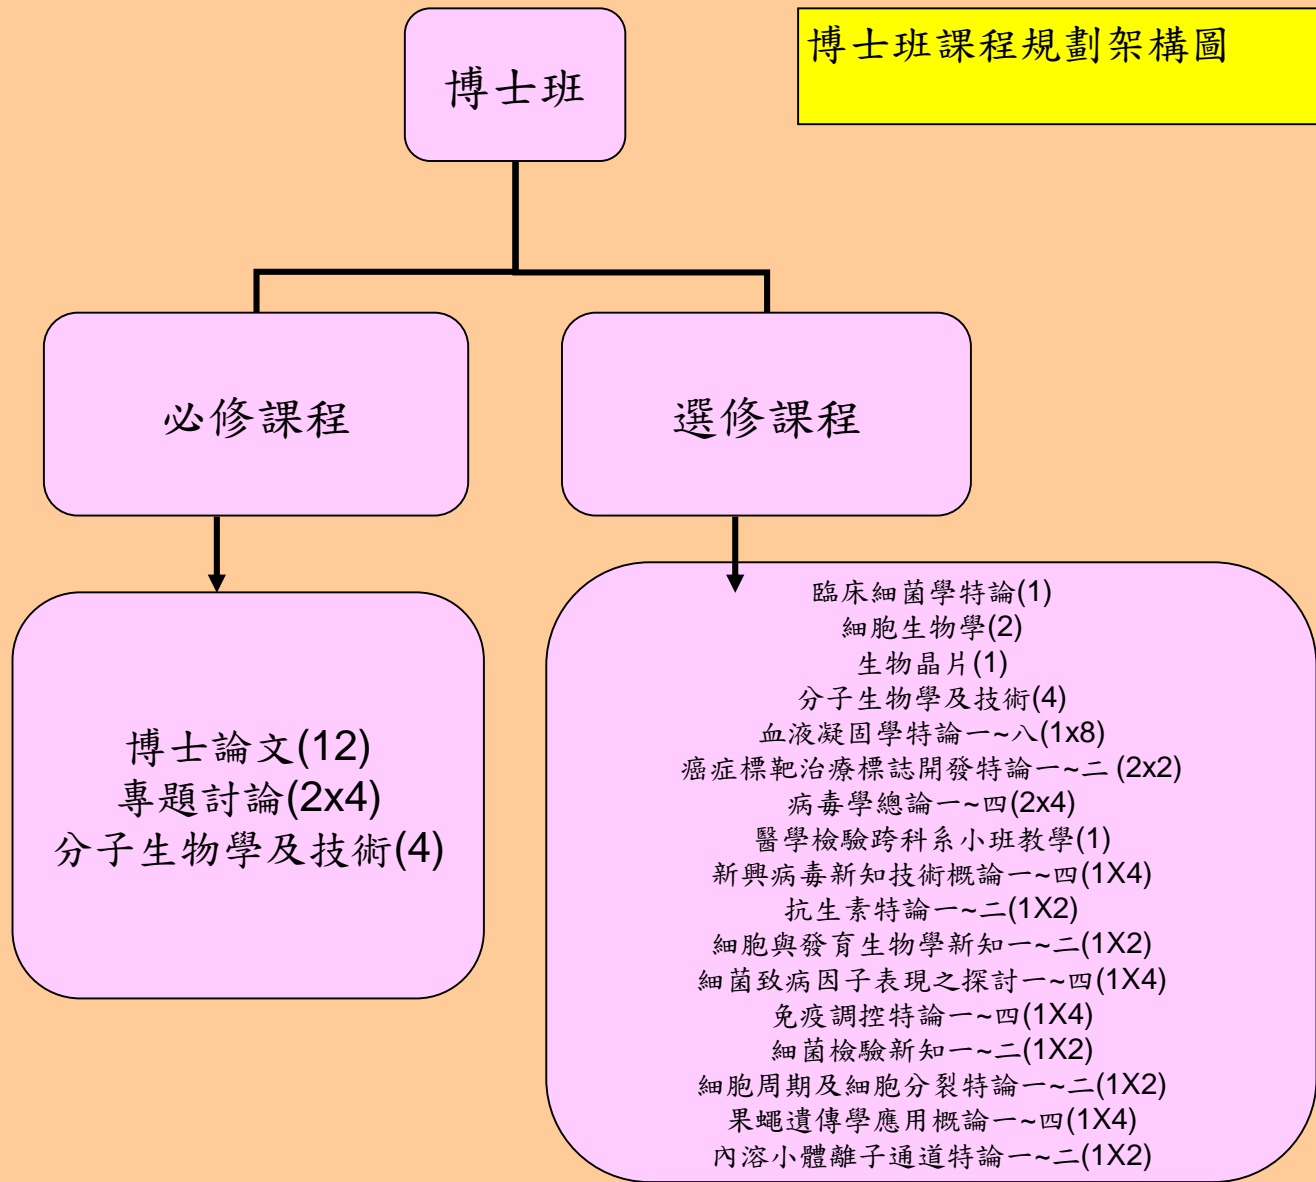 博士班課程規劃架構圖
博士班
必修課程
選修課程
博士論文(12)
專題討論(2x4)
分子生物學及技術(4)
臨床細菌學特論(1)
細胞生物學(2)
生物晶片(1)
分子生物學及技術(4)
血液凝固學特論一~八(1x8)
癌症標靶治療標誌開發特論一~二 (2x2)
病毒學總論一~四(2x4)
醫學檢驗跨科系小班教學(1)
新興病毒新知技術概論一~四(1X4)
抗生素特論一~二(1X2)
細胞與發育生物學新知一~二(1X2)
細菌致病因子表現之探討一~四(1X4)
免疫調控特論一~四(1X4)
細菌檢驗新知一~二(1X2)
細胞周期及細胞分裂特論一~二(1X2)
果蠅遺傳學應用概論一~四(1X4)
內溶小體離子通道特論一~二(1X2)